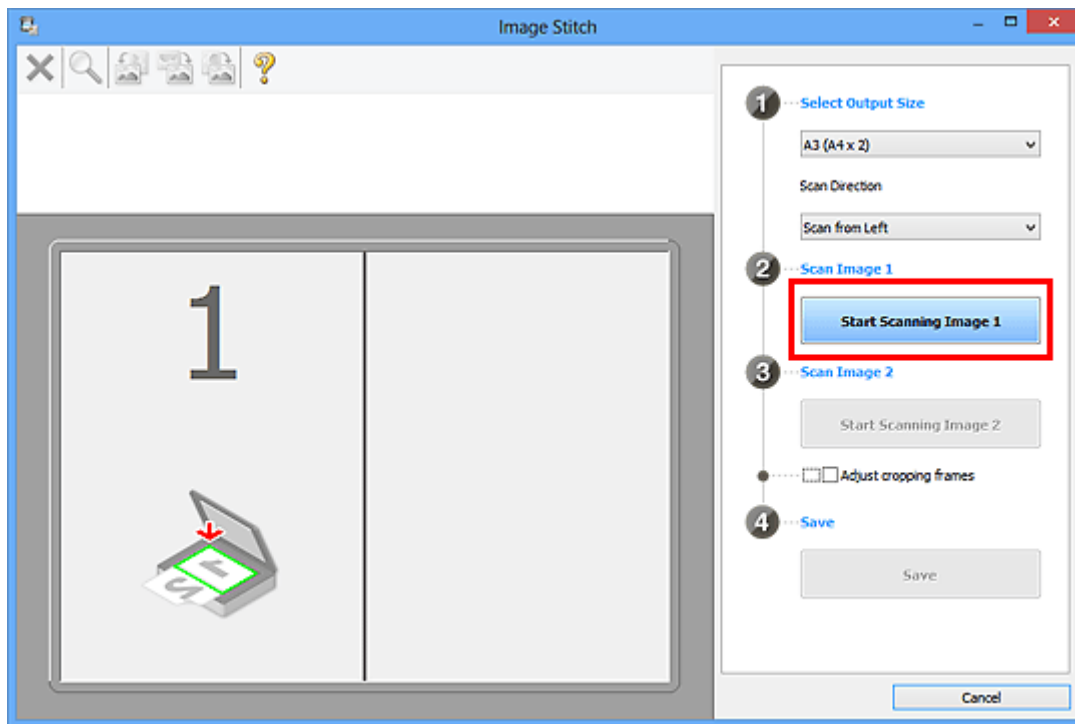 Image Stitch
1
1 Select Output Size
A3 (A4 x 2)
Scan Direction
Scan from Left
2 Scan Image 1
Start Scanning Image 1
3 Scan Image 2
Start Scanning Image 2
Adjust cropping frames
4 Save
Save
Cancel